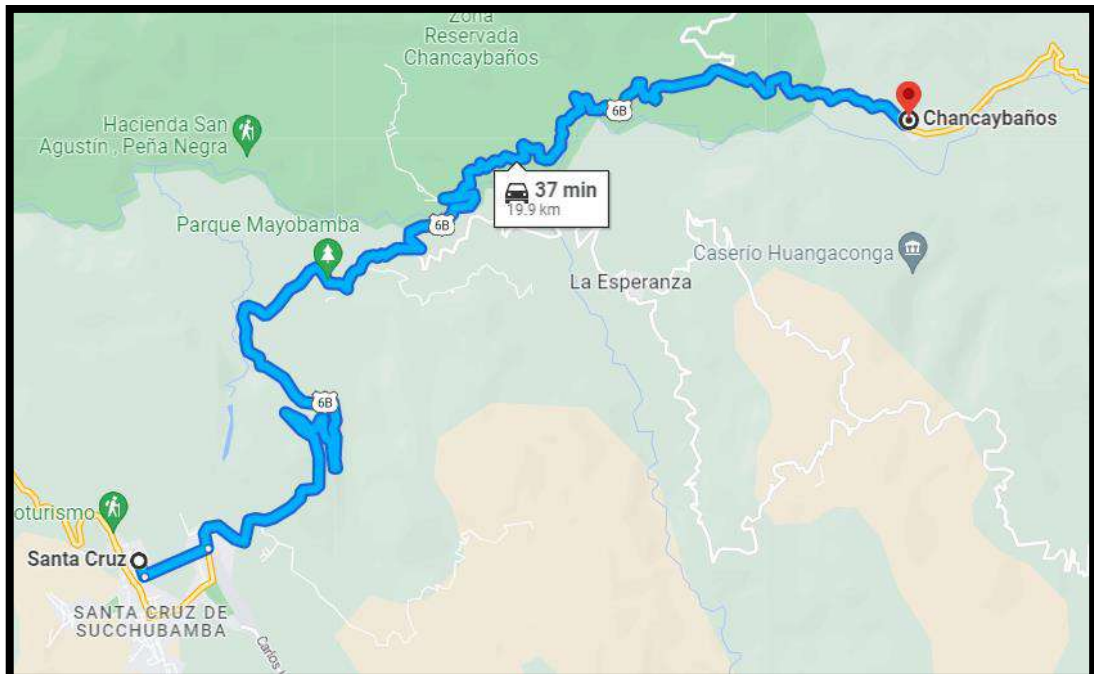 Zona
Reservada
Chancaybaños
6B
Chancaybaños
Hacienda San
Agustín , Peña Negra
37 min
19.9 km
6B
Parque Mayobamba
Caserío Huangaconga
La Esperanza
6B
oturismo
Santa Cruz
SANTA CRUZ DE
SUCCHUBAMBA
Carlos